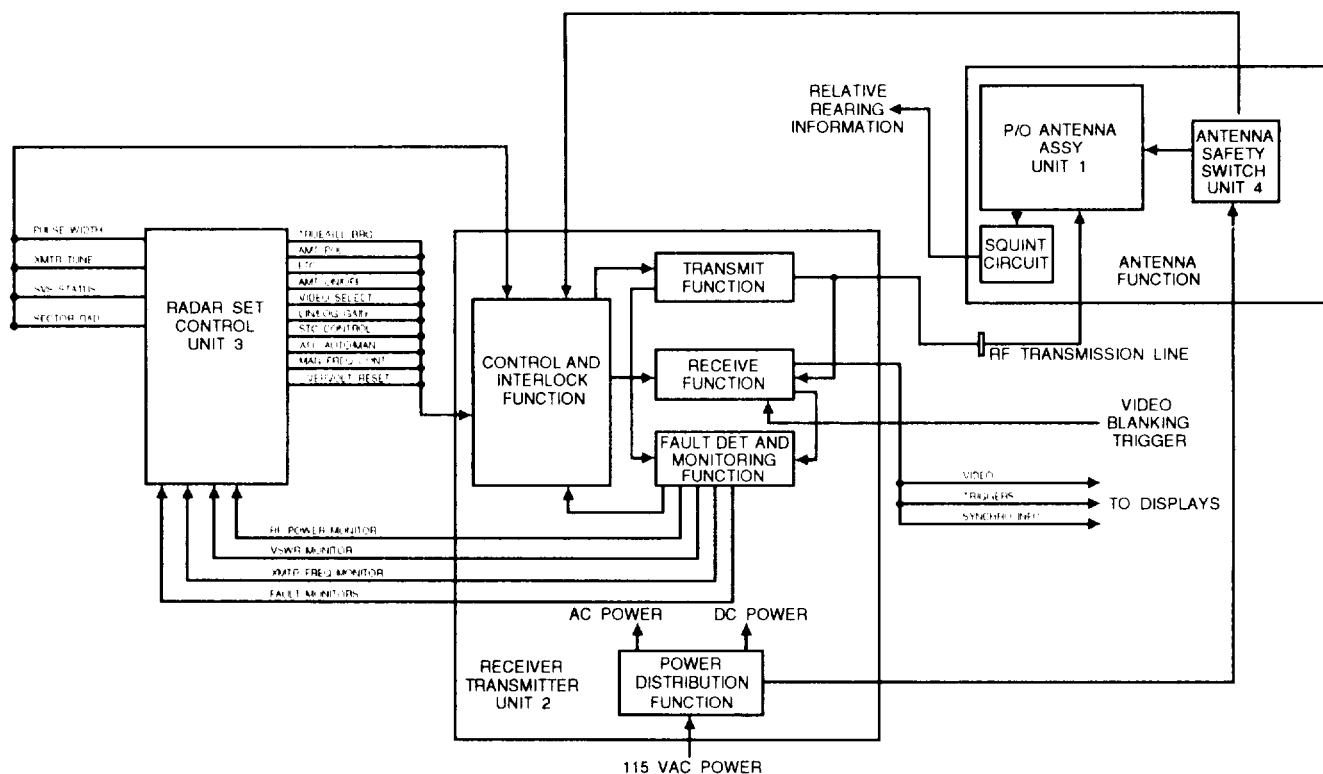 RELATIVE
REARING
INFORMATION
P/O ANTENNA
ASSY
UNIT 1
ANTENNA
SAFETY
SWITCH
UNIT 4
SQUINT
CIRCUIT
ANTENNA
FUNCTION
PULSE WIDTH
XMTR TUNE
SYS STATUS
SECTOR RAD
RADAR SET
CONTROL
UNIT 3
VIDEO SELECT
STC CONTROL
MAN FREQ CONT
CONTROL AND
INTERLOCK
FUNCTION
TRANSMIT
FUNCTION
RECEIVE
FUNCTION
FAULT DET AND
MONITORING
FUNCTION
RF TRANSMISSION LINE
VIDEO
BLANKING
TRIGGER
VIDEO
TRIGGERS
SYNCHRO INFO
TO DISPLAYS
RF POWER MONITOR
VSWR MONITOR
XMTR FREQ MONITOR
FAULT MONITORS
AC POWER
DC POWER
POWER
DISTRIBUTION
FUNCTION
RECEIVER
TRANSMITTER
UNIT 2
115 VAC POWER